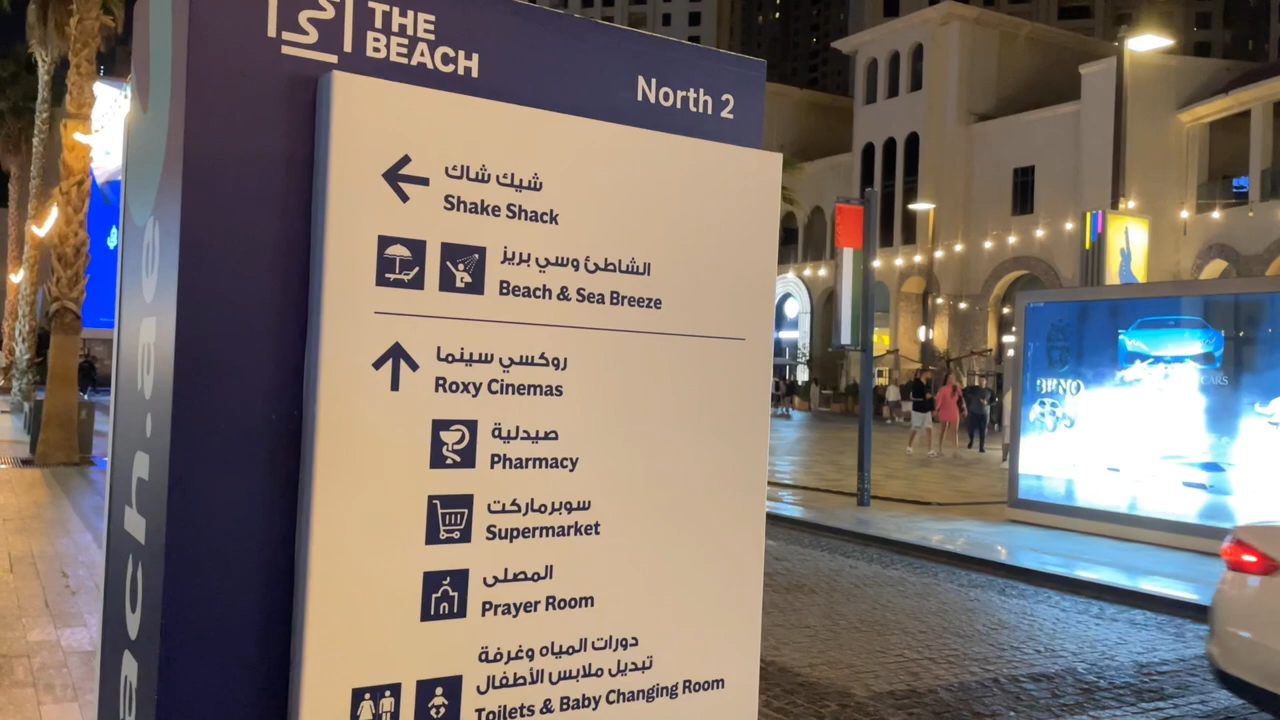 THE
BEACH
North 2
شيك شاك
Shake Shack
الشاطئ وسي بريز
Beach & Sea Breeze
روكسي سينما
Roxy Cinemas
صيدلية
Pharmacy
سوبرماركت
Supermarket
المصلى
Prayer Room
دورات المياه وغرفة
تبديل ملابس الأطفال
Toilets & Baby Changing Room
ach.ae
CARS